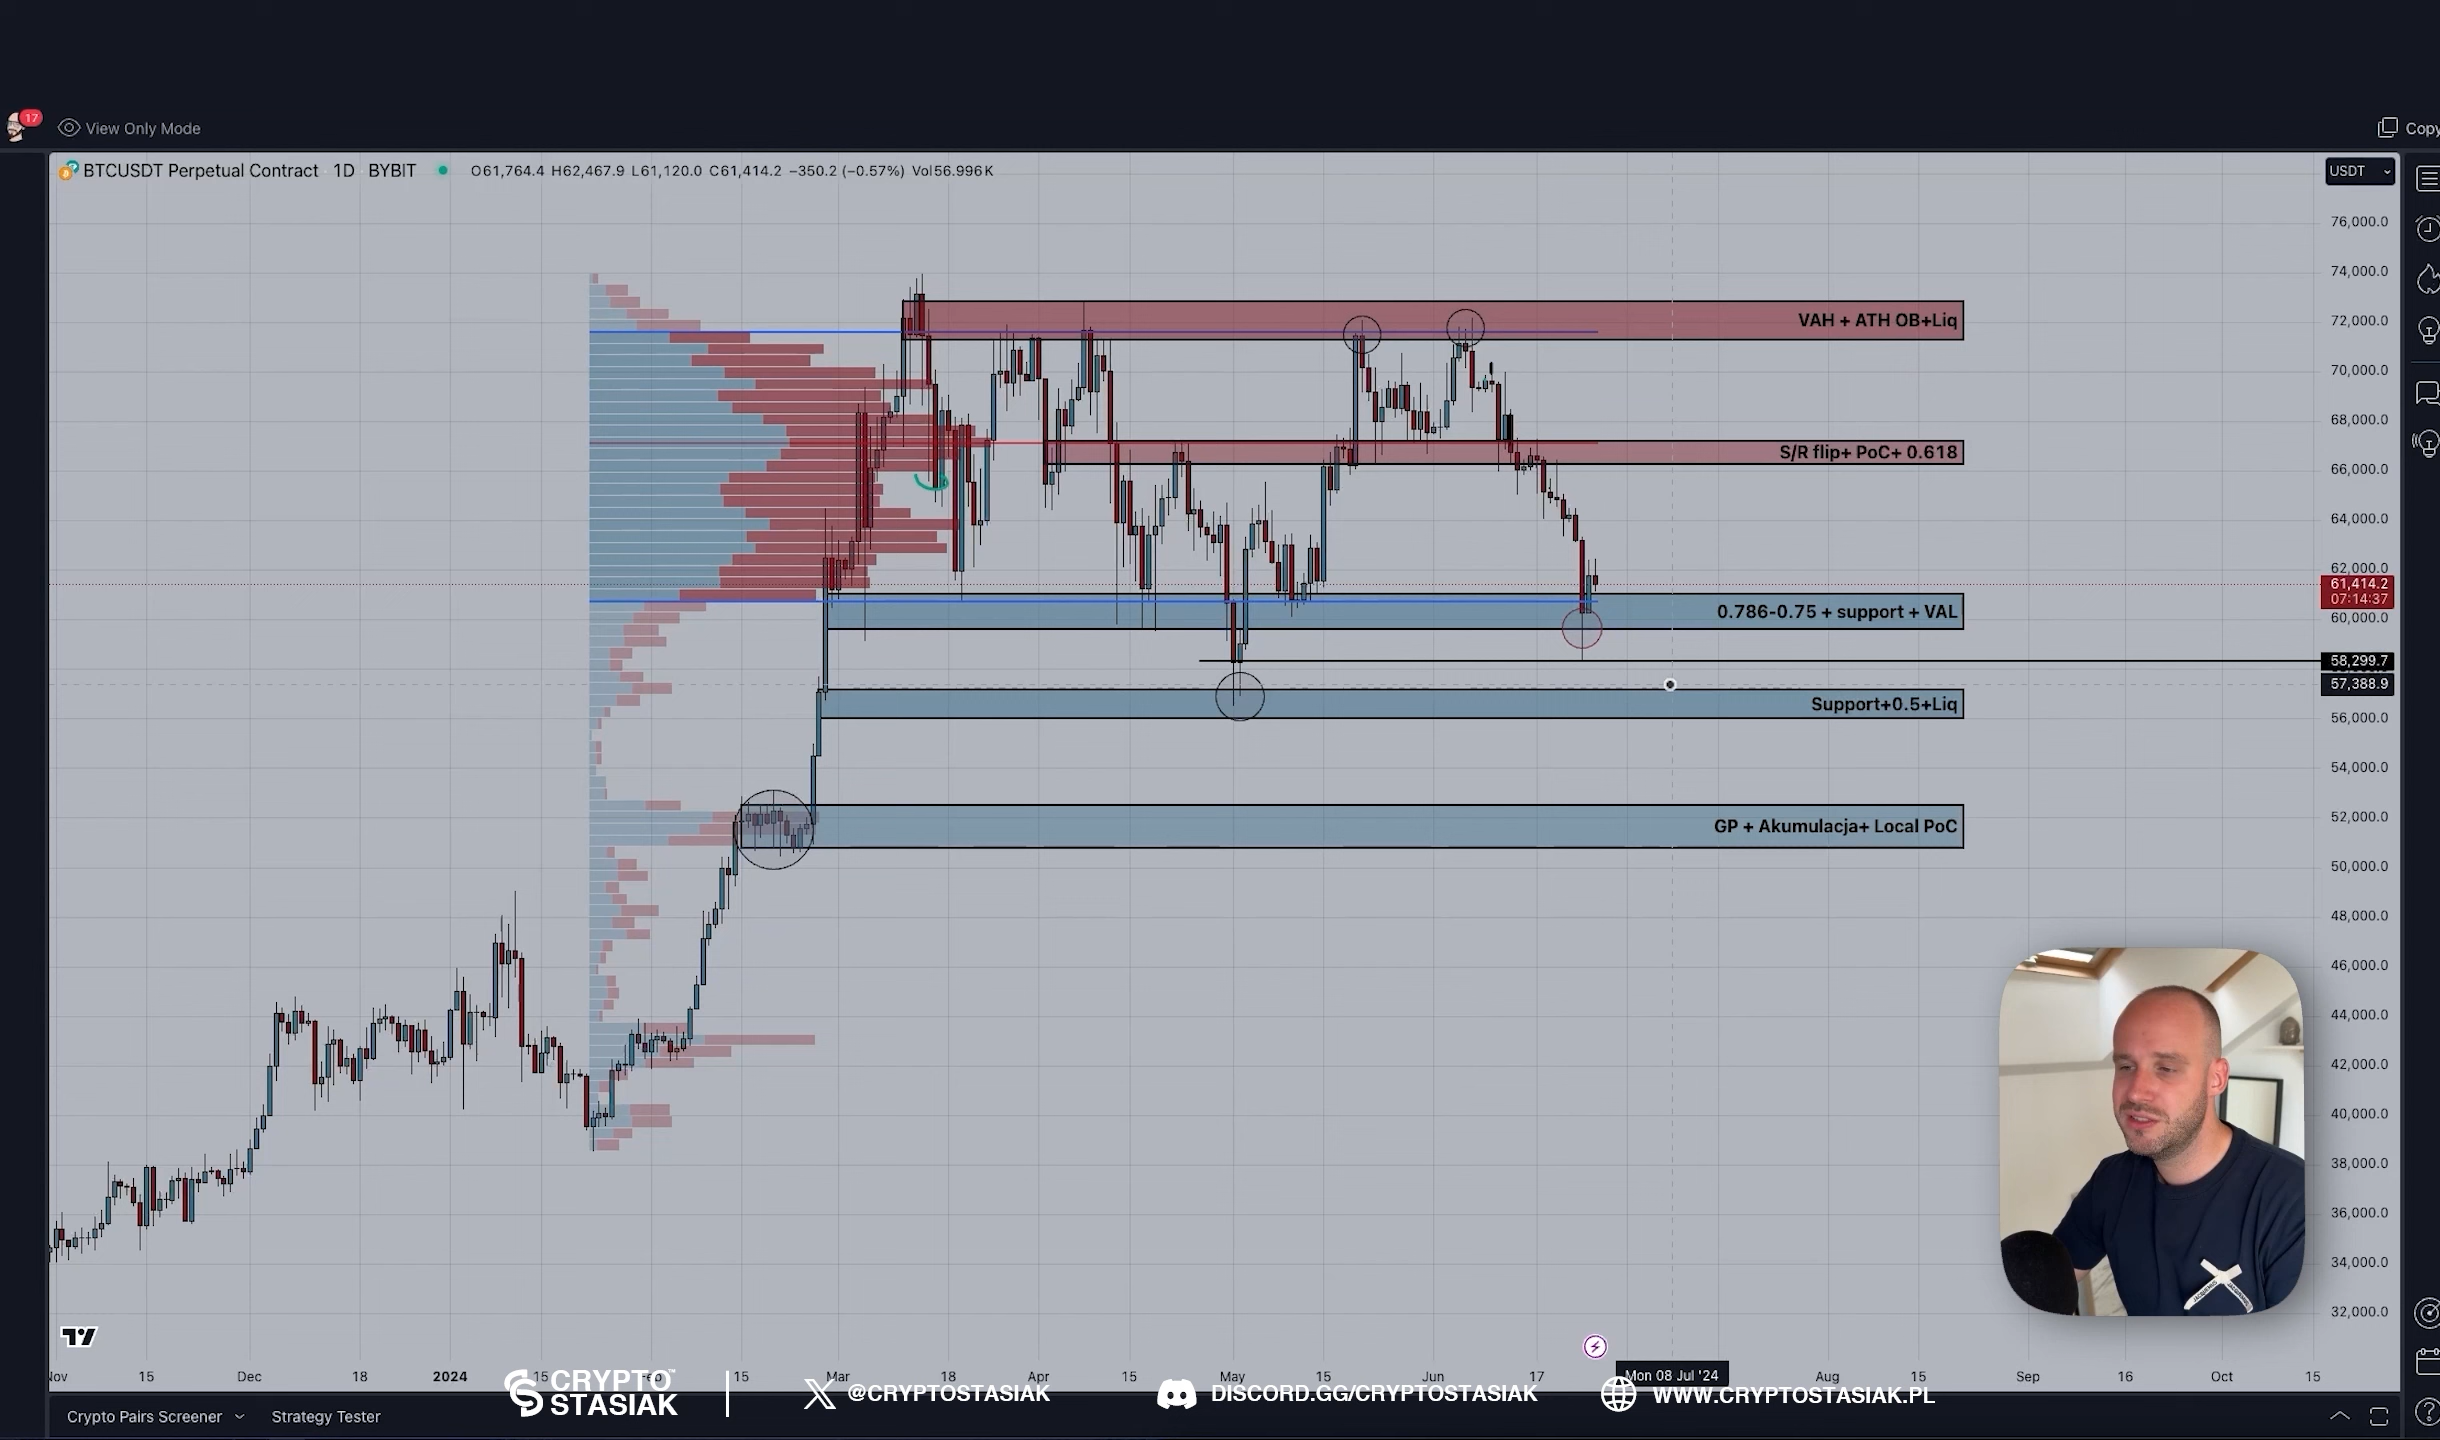 17
View Only Mode
Copy
BTCUSDT Perpetual Contract 1D BYBIT
O61,764.4 H62,467.9 L61,120.0 C61,414.2 −350.2 (−0.57%) Vol56.996K
USDT
76,000.0
74,000.0
72,000.0
70,000.0
68,000.0
66,000.0
64,000.0
62,000.0
61,414.2
07:14:37
60,000.0
58,299.7
57,388.9
56,000.0
54,000.0
52,000.0
50,000.0
48,000.0
46,000.0
44,000.0
42,000.0
40,000.0
38,000.0
36,000.0
34,000.0
32,000.0
VAH + ATH OB+Liq
S/R flip+ PoC+ 0.618
0.786-0.75 + support + VAL
Support+0.5+Liq
GP + Akumulacja+ Local PoC
Nov 15 Dec 18 2024 15 Feb 15 Mar 18 Apr 15 May 15 Jun 17 Mon 08 Jul '24 Aug 15 Sep 16 Oct 15
CRYPTO™
STASIAK
@CRYPTOSTASIAK
DISCORD.GG/CRYPTOSTASIAK
WWW.CRYPTOSTASIAK.PL
Crypto Pairs Screener Strategy Tester